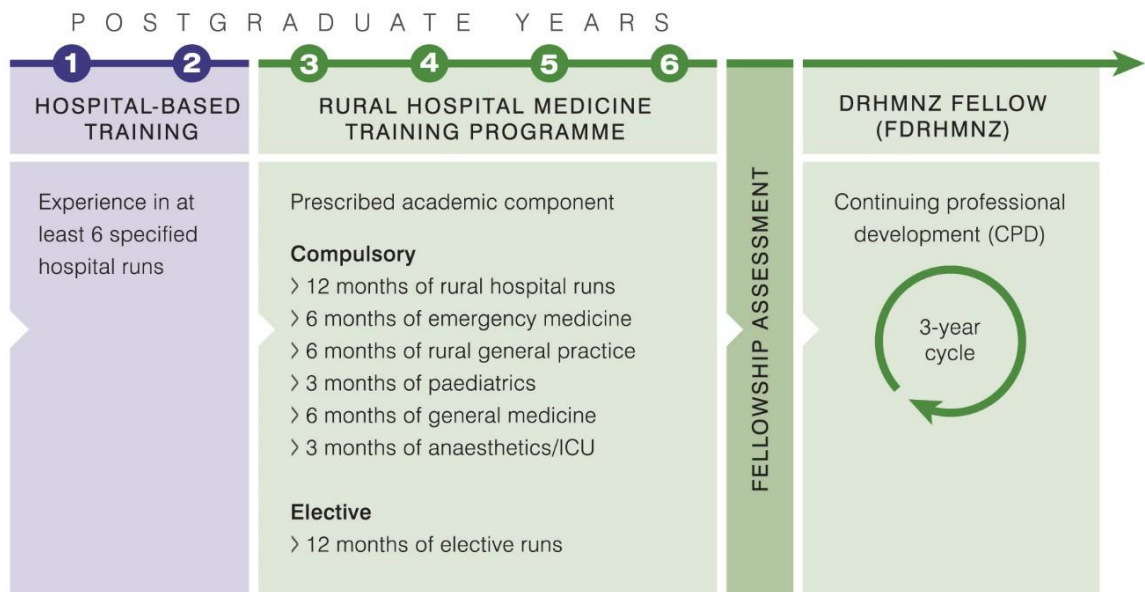 POSTGRADUATE YEARS
1 2 3 4 5 6
HOSPITAL-BASED
TRAINING
Experience in at
least 6 specified
hospital runs
RURAL HOSPITAL MEDICINE
TRAINING PROGRAMME
Prescribed academic component
Compulsory
> 12 months of rural hospital runs
> 6 months of emergency medicine
> 6 months of rural general practice
> 3 months of paediatrics
> 6 months of general medicine
> 3 months of anaesthetics/ICU
Elective
> 12 months of elective runs
FELLOWSHIP ASSESSMENT
DRHMNZ FELLOW
(FDRHMNZ)
Continuing professional
development (CPD)
3-year
cycle